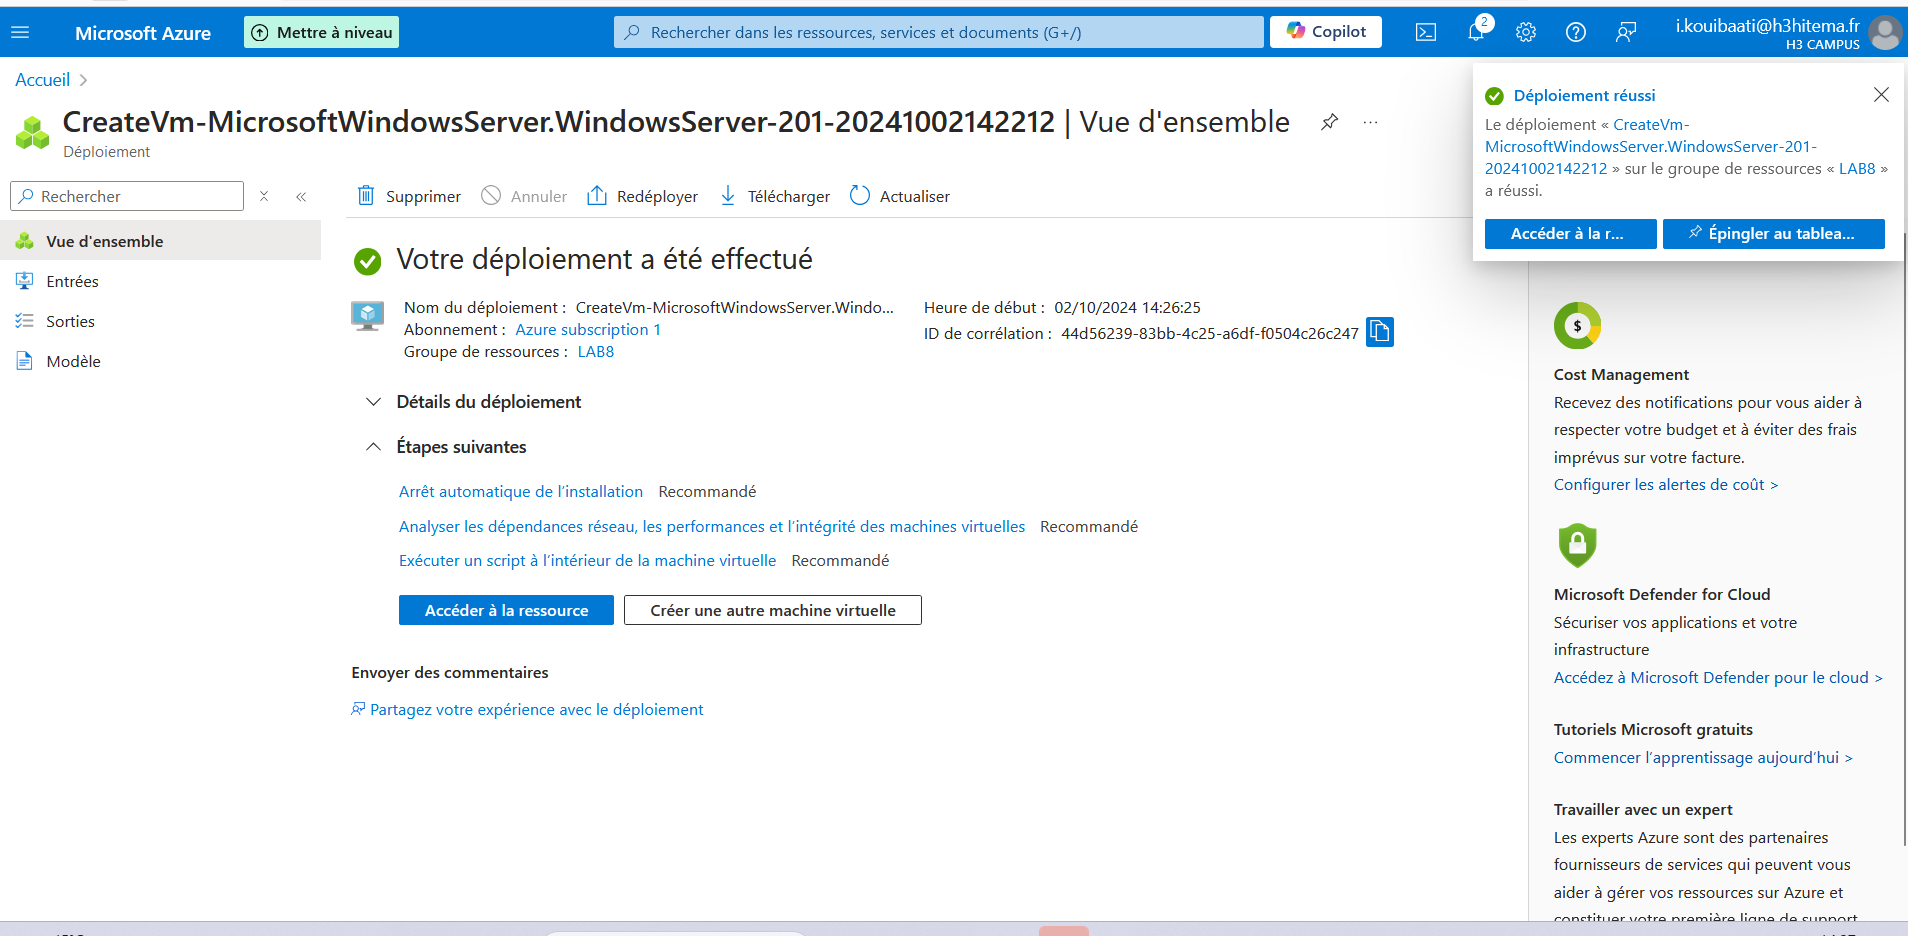 Microsoft Azure
Mettre à niveau
Rechercher dans les ressources, services et documents (G+/)
Copilot
2
i.kouibaati@h3hitema.fr
H3 CAMPUS
Accueil
CreateVm-MicrosoftWindowsServer.WindowsServer-201-20241002142212 | Vue d'ensemble
Déploiement
Rechercher
Vue d'ensemble
Entrées
Sorties
Modèle
Supprimer
Annuler
Redéployer
Télécharger
Actualiser
Votre déploiement a été effectué
Nom du déploiement : CreateVm-MicrosoftWindowsServer.Windo...
Abonnement : Azure subscription 1
Groupe de ressources : LAB8
Heure de début : 02/10/2024 14:26:25
ID de corrélation : 44d56239-83bb-4c25-a6df-f0504c26c247
Détails du déploiement
Étapes suivantes
Arrêt automatique de l'installation Recommandé
Analyser les dépendances réseau, les performances et l'intégrité des machines virtuelles Recommandé
Exécuter un script à l'intérieur de la machine virtuelle Recommandé
Accéder à la ressource
Créer une autre machine virtuelle
Envoyer des commentaires
Partagez votre expérience avec le déploiement
Déploiement réussi
Le déploiement « CreateVm-
MicrosoftWindowsServer.WindowsServer-201-
20241002142212 » sur le groupe de ressources « LAB8 »
a réussi.
Accéder à la r...
Épingler au tablea...
$
Cost Management
Recevez des notifications pour vous aider à
respecter votre budget et à éviter des frais
imprévus sur votre facture.
Configurer les alertes de coût >
Microsoft Defender for Cloud
Sécuriser vos applications et votre
infrastructure
Accédez à Microsoft Defender pour le cloud >
Tutoriels Microsoft gratuits
Commencer l'apprentissage aujourd'hui >
Travailler avec un expert
Les experts Azure sont des partenaires
fournisseurs de services qui peuvent vous
aider à gérer vos ressources sur Azure et
constituer votre première ligne de support